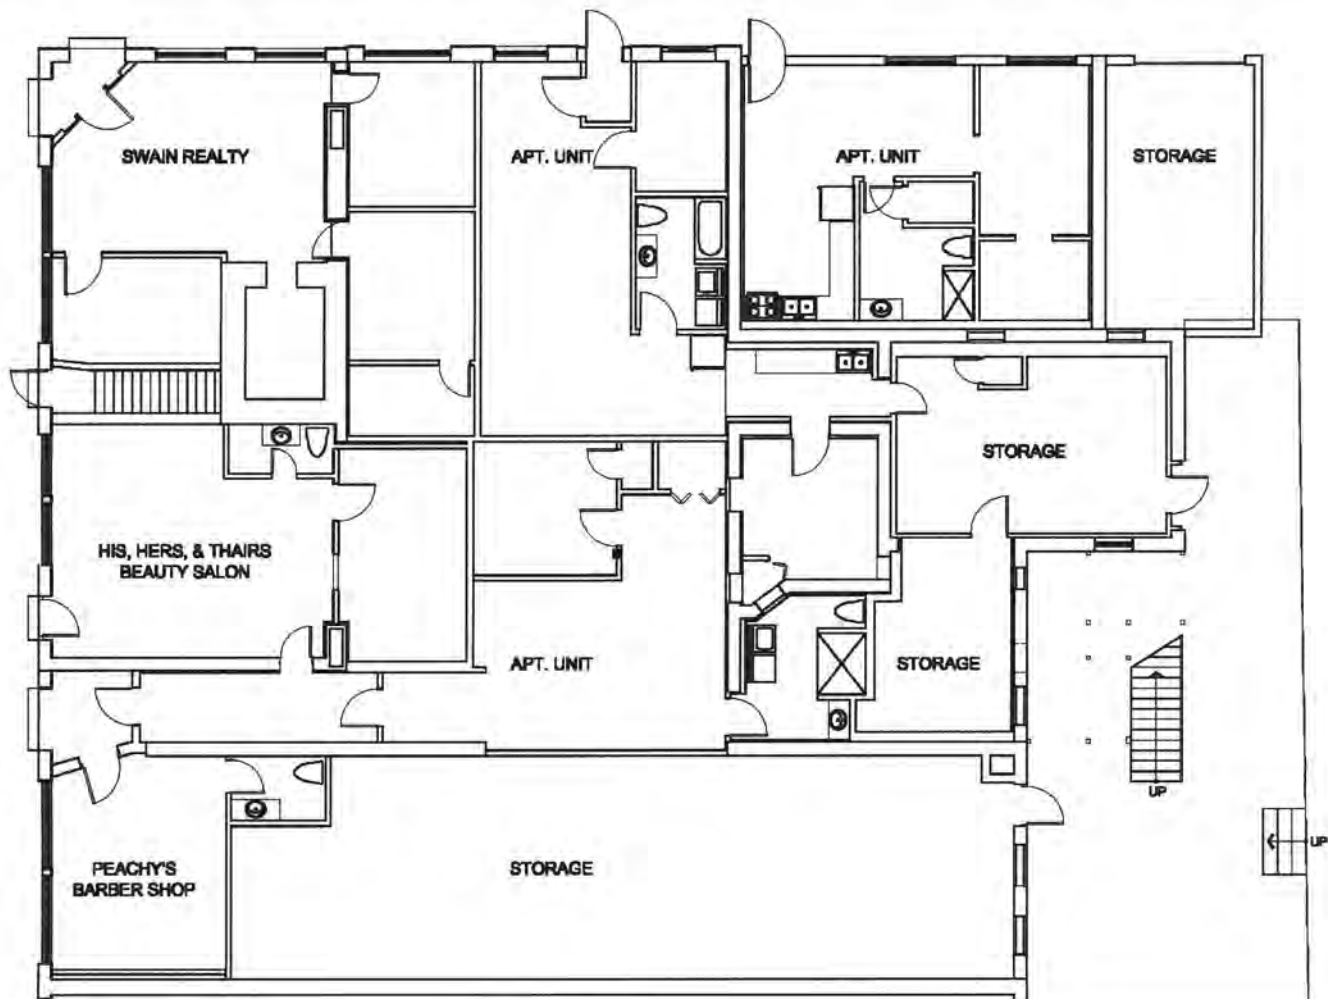 SWAIN REALTY
APT. UNIT
APT. UNIT
STORAGE
STORAGE
HIS, HERS, & THAIRS
BEAUTY SALON
APT. UNIT
STORAGE
UP
UP
PEACHY'S
BARBER SHOP
STORAGE